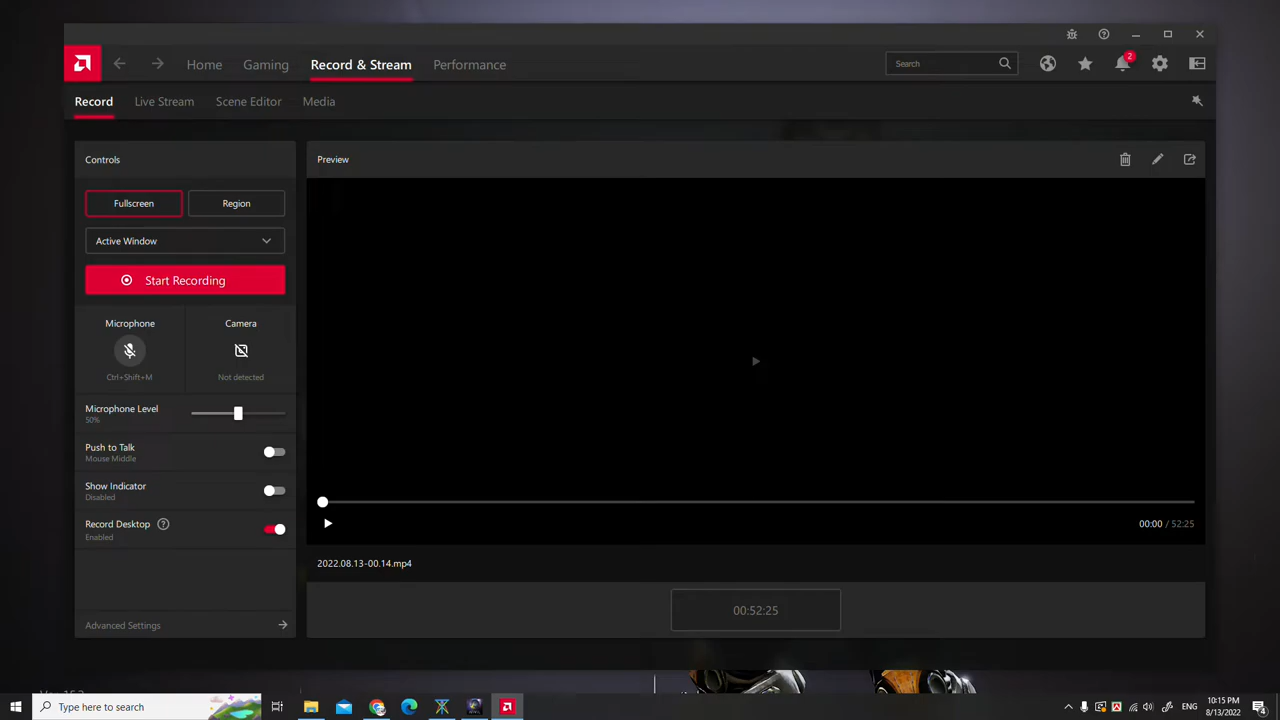 Home
Gaming
Record & Stream
Performance
Search
2
Record
Live Stream
Scene Editor
Media
Controls
Fullscreen
Region
Active Window
Start Recording
Microphone
Camera
Ctrl+Shift+M
Not detected
Microphone Level
50%
Push to Talk
Mouse Middle
Show Indicator
Disabled
Record Desktop
Enabled
Advanced Settings
Preview
00:00 / 52:25
2022.08.13-00.14.mp4
00:52:25
Type here to search
ENG
10:15 PM
8/13/2022
4